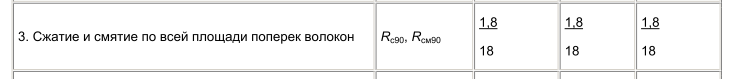 3. Сжатие и смятие по всей площади поперек волокон Rс90, Rсм90 1,8 1,8 1,8
18 18 18